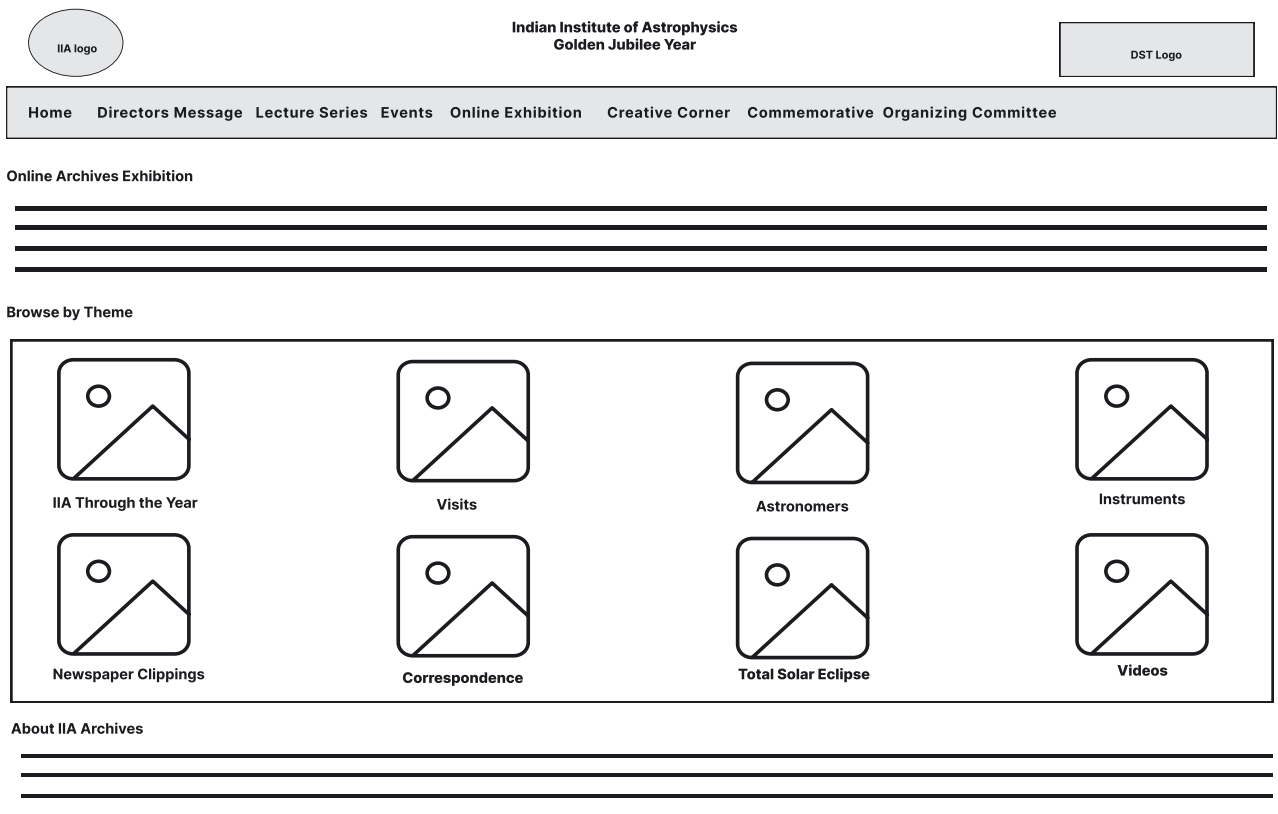 IIA logo
Indian Institute of Astrophysics
Golden Jubilee Year
DST Logo
Home Directors Message Lecture Series Events Online Exhibition Creative Corner Commemorative Organizing Committee
Online Archives Exhibition
Browse by Theme
IIA Through the Year
Visits
Astronomers
Instruments
Newspaper Clippings
Correspondence
Total Solar Eclipse
Videos
About IIA Archives